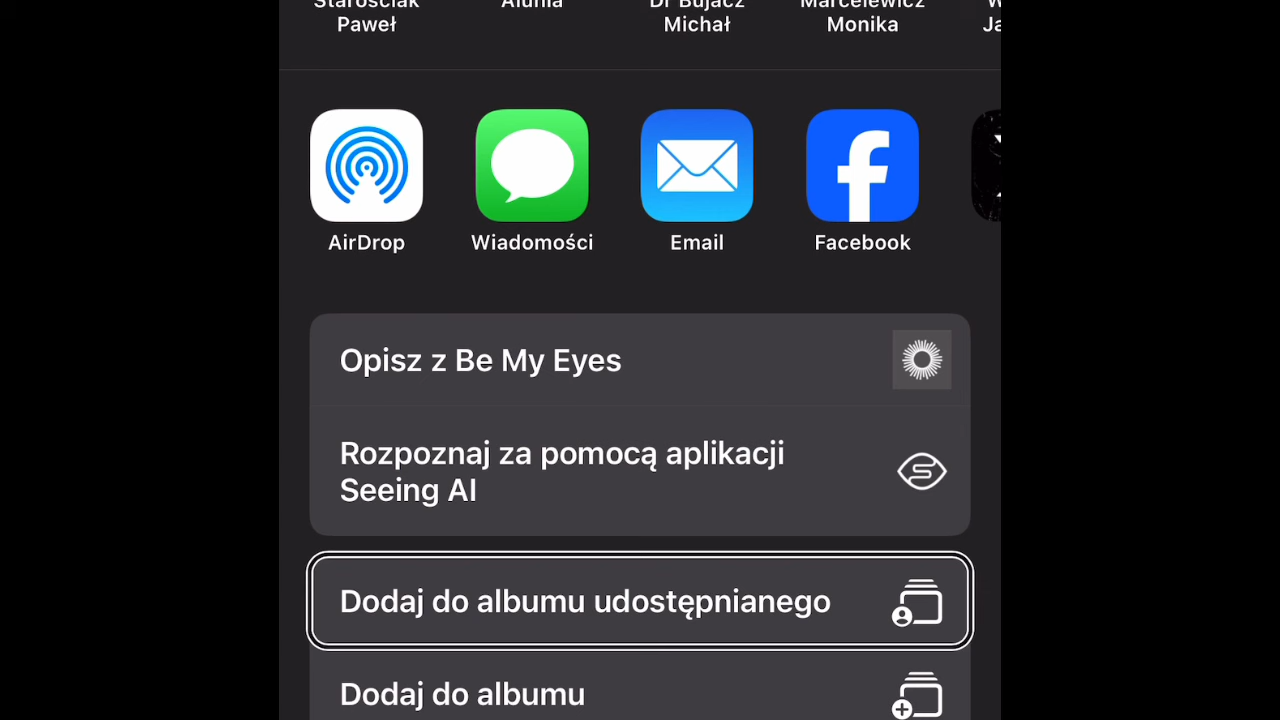 Starościak
Paweł
Alunia
Dr Bujacz
Michał
Marcelewicz
Monika
AirDrop
Wiadomości
Email
Facebook
Opisz z Be My Eyes
Rozpoznaj za pomocą aplikacji
Seeing AI
Dodaj do albumu udostępnianego
Dodaj do albumu